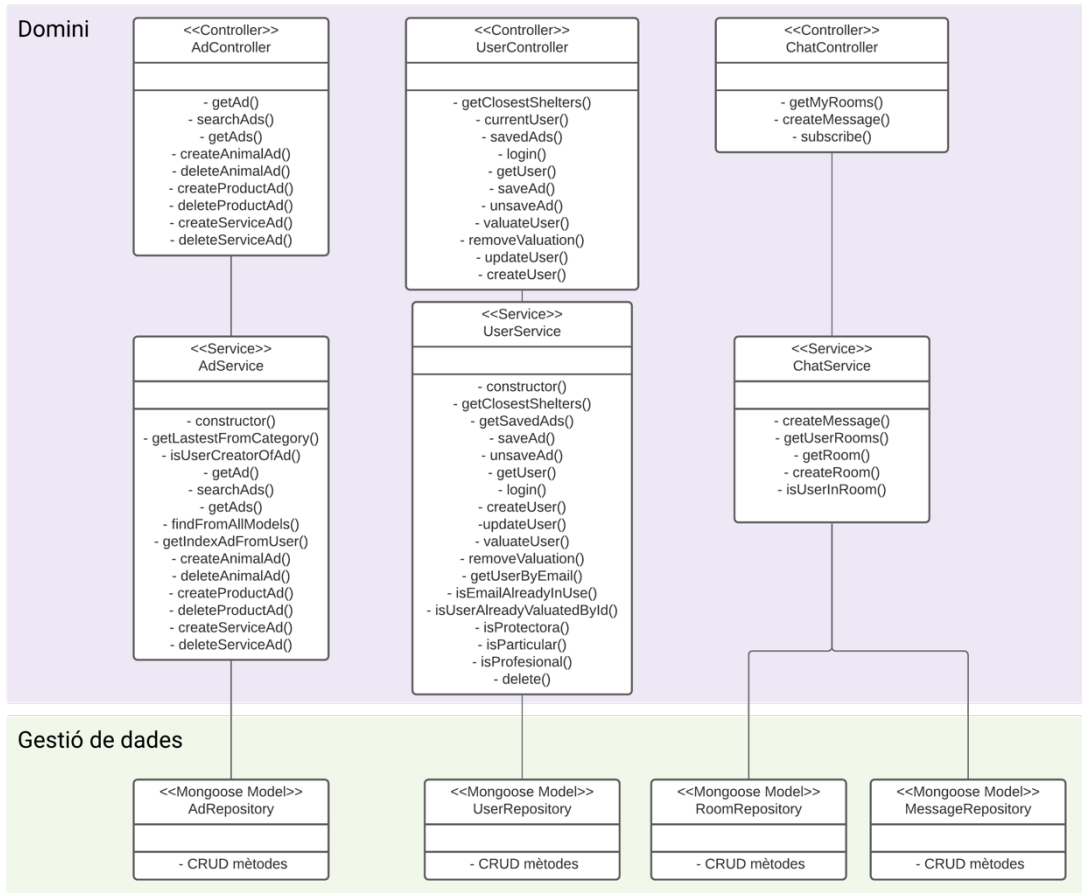 Domini
<<Controller>>
AdController
- getAd()
- searchAds()
- getAds()
- createAnimalAd()
- deleteAnimalAd()
- createProductAd()
- deleteProductAd()
- createServiceAd()
- deleteServiceAd()
<<Controller>>
UserController
- getClosestShelters()
- currentUser()
- savedAds()
- login()
- getUser()
- saveAd()
- unsaveAd()
- valuateUser()
- removeValuation()
- updateUser()
- createUser()
<<Controller>>
ChatController
- getMyRooms()
- createMessage()
- subscribe()
<<Service>>
AdService
- constructor()
- getLastestFromCategory()
- isUserCreatorOfAd()
- getAd()
- searchAds()
- getAds()
- findFromAllModels()
- getIndexAdFromUser()
- createAnimalAd()
- deleteAnimalAd()
- createProductAd()
- deleteProductAd()
- createServiceAd()
- deleteServiceAd()
<<Service>>
UserService
- constructor()
- getClosestShelters()
- getSavedAds()
- saveAd()
- unsaveAd()
- getUser()
- login()
- createUser()
-updateUser()
- valuateUser()
- removeValuation()
- getUserByEmail()
- isEmailAlreadyInUse()
- isUserAlreadyValuatedById()
- isProtectora()
- isParticular()
- isProfesional()
- delete()
<<Service>>
ChatService
- createMessage()
- getUserRooms()
- getRoom()
- createRoom()
- isUserInRoom()
Gestió de dades
<<Mongoose Model>>
AdRepository
- CRUD mètodes
<<Mongoose Model>>
UserRepository
- CRUD mètodes
<<Mongoose Model>>
RoomRepository
- CRUD mètodes
<<Mongoose Model>>
MessageRepository
- CRUD mètodes